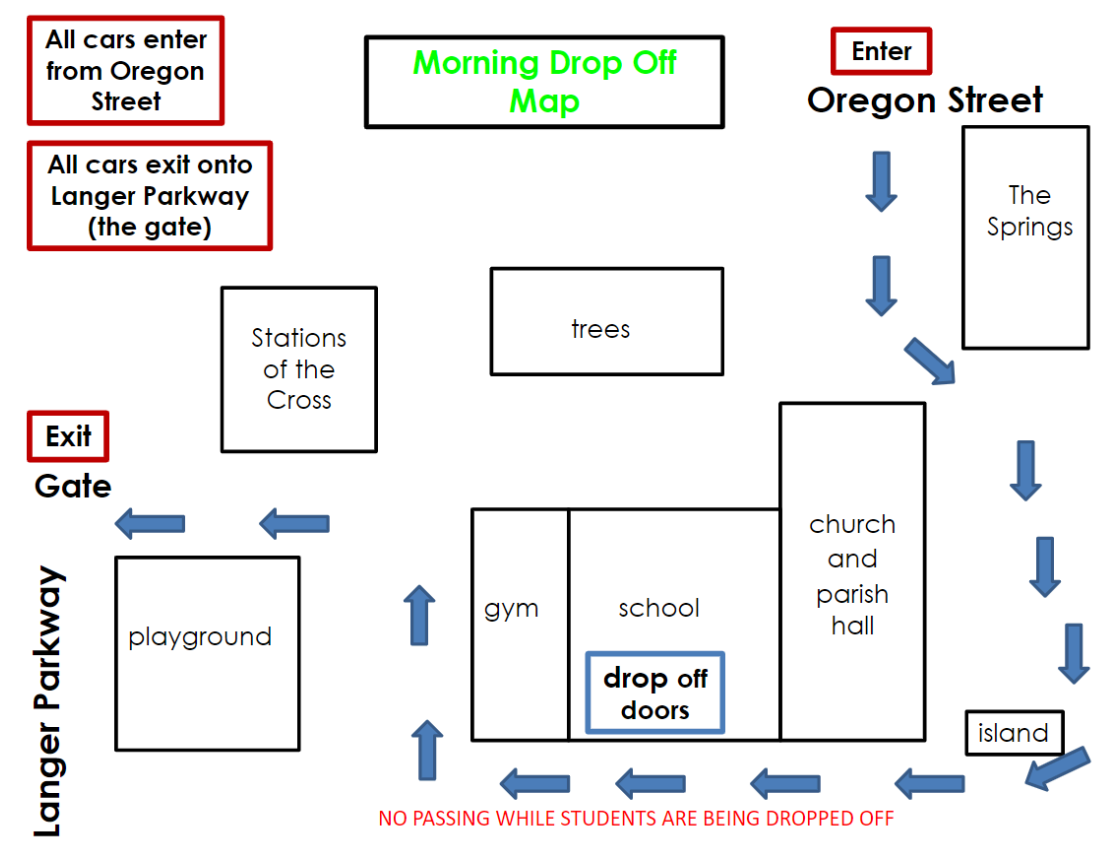 All cars enter
from Oregon
Street
Morning Drop Off
Map
Enter
Oregon Street
All cars exit onto
Langer Parkway
(the gate)
The
Springs
trees
Stations
of the
Cross
Exit
Gate
church
and
parish
hall
gym
school
playground
drop off
doors
Langer Parkway
island
NO PASSING WHILE STUDENTS ARE BEING DROPPED OFF